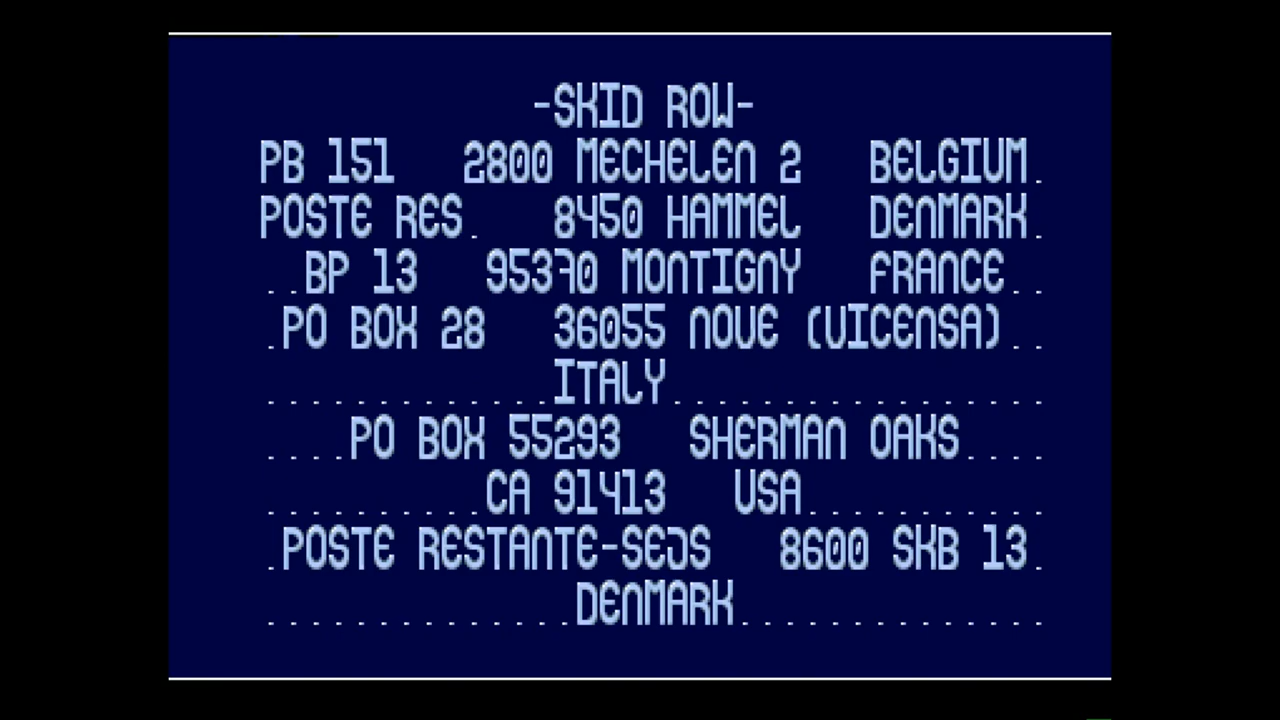 -SKID ROW-
PB 151 2800 MECHELEN 2 BELGIUM.
POSTE RES. 8450 HAMMEL DENMARK.
..BP 13 95370 MONTIGNY FRANCE..
.PO BOX 28 36055 NOVE (VICENSA)..
.............ITALY.................
....PO BOX 55293 SHERMAN OAKS....
..........CA 91413 USA...........
.POSTE RESTANTE-SEJS 8600 SKB 13.
..............DENMARK..............